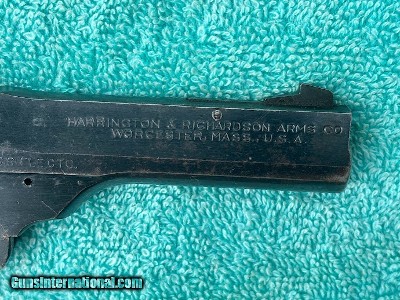 HARRINGTON & RICHARDSON ARMS CO
WORCESTER, MASS., U.S.A.
GunsInternational.com